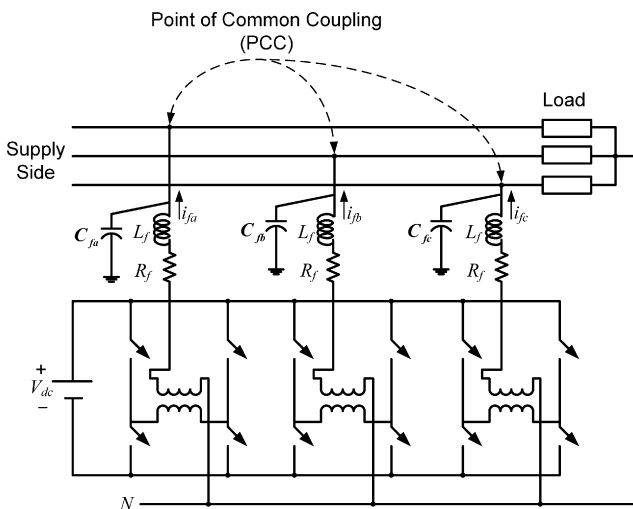 Point of Common Coupling
(PCC)
Load
Supply
Side
C_fa L_f i_fa
C_fb L_f i_fb
C_fc L_f i_fc
R_f R_f R_f
+
V_dc
−
N